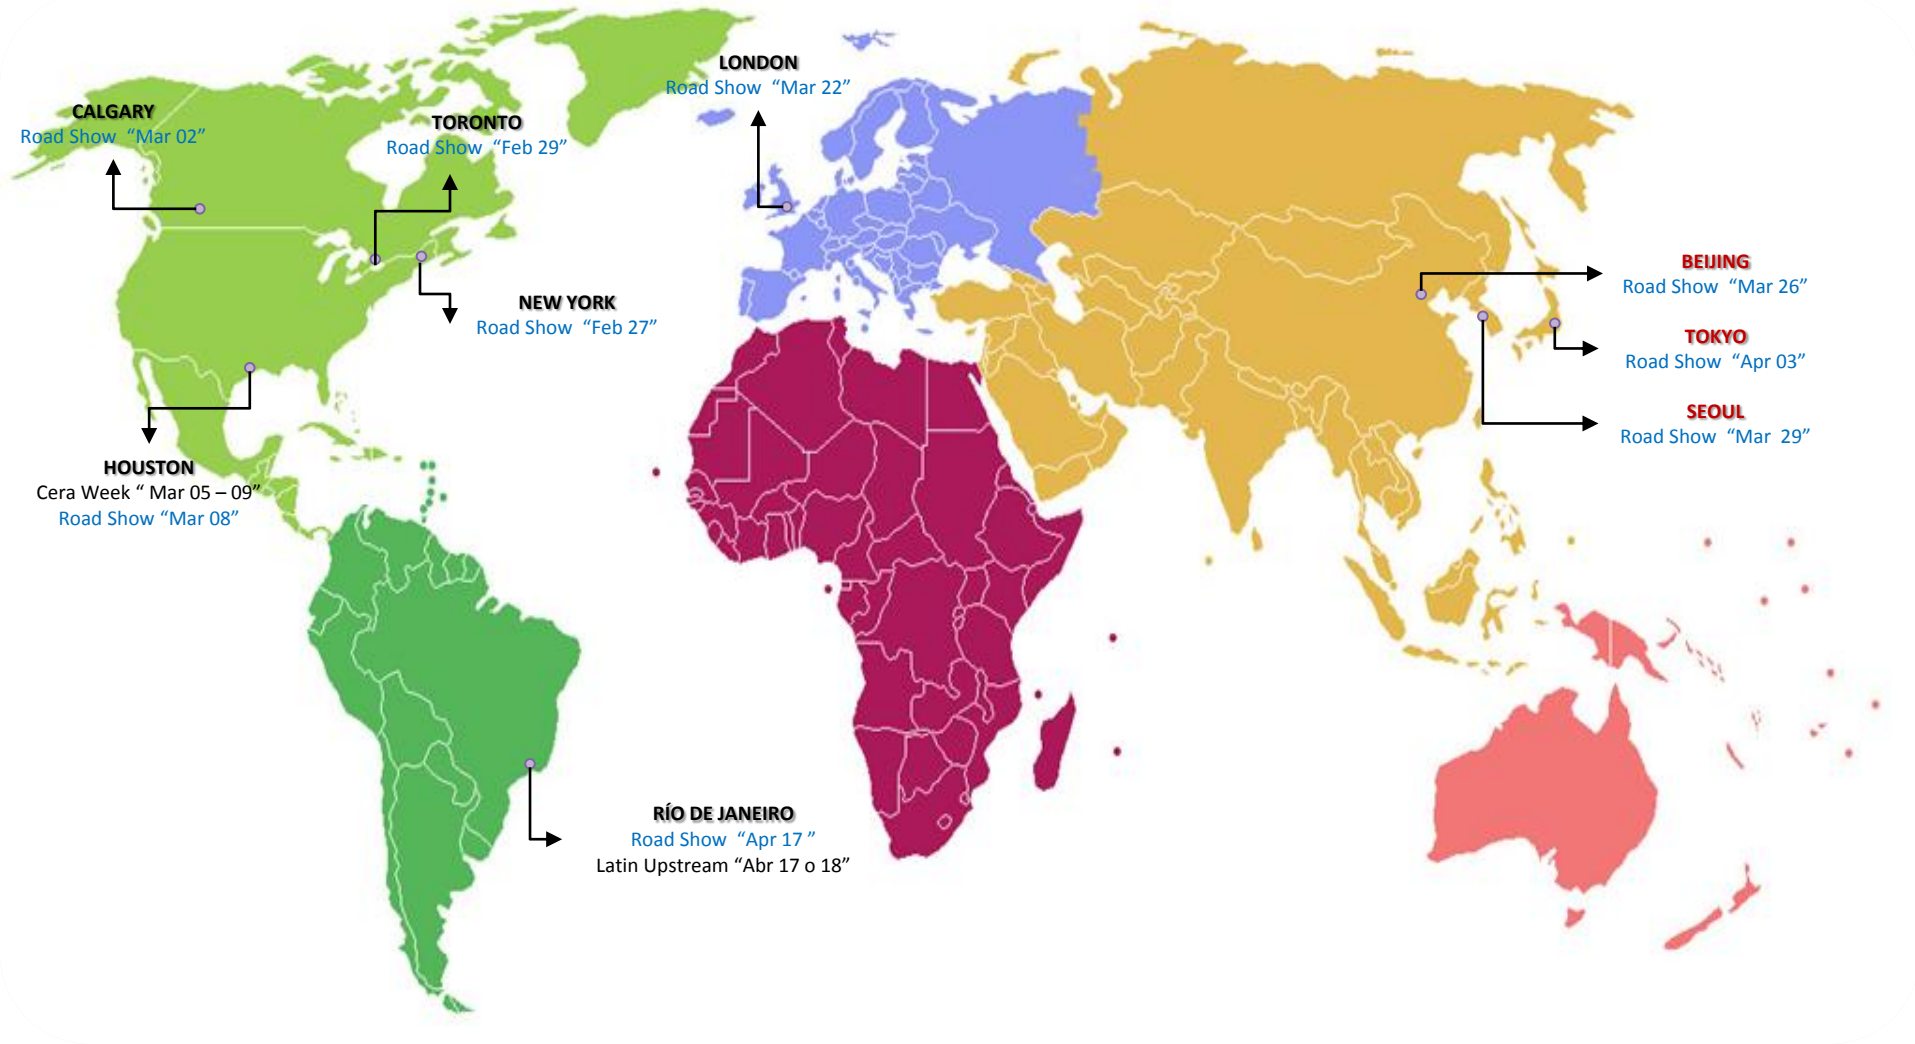 LONDON
Road Show “Mar 22”
CALGARY
Road Show “Mar 02”
TORONTO
Road Show “Feb 29”
BEIJING
Road Show “Mar 26”
NEW YORK
Road Show “Feb 27”
TOKYO
Road Show “Apr 03”
SEOUL
Road Show “Mar 29”
HOUSTON
Cera Week “ Mar 05 – 09”
Road Show “Mar 08”
RÍO DE JANEIRO
Road Show “Apr 17 ”
Latin Upstream “Abr 17 o 18”